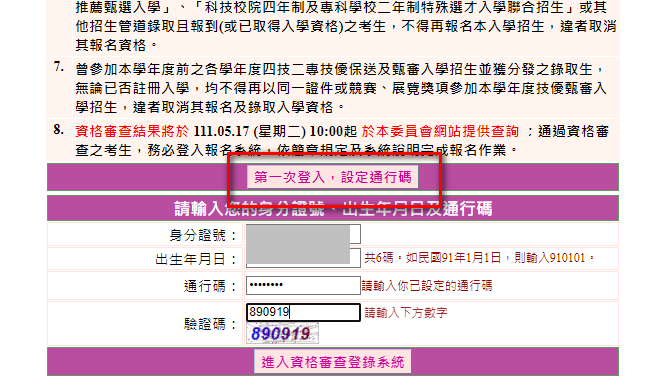 推薦甄選入學」、「科技校院四年制及專科學校二年制特殊選才入學聯合招生」或其
他招生管道錄取且報到(或已取得入學資格)之考生，不得再報名本入學招生，違者取消
其報名資格。
7. 曾參加本學年度前之各學年度四技二專技優保送及甄審入學招生並獲分發之錄取生，
無論已否註冊入學，均不得再以同一證件或競賽、展覽獎項參加本學年度技優甄審入
學招生，違者取消其報名及錄取入學資格。
8. 資格審查結果將於 111.05.17 (星期二) 10:00起 於本委員會網站提供查詢 ；通過資格審
查之考生，務必登入報名系統，依簡章規定及系統說明完成報名作業。
第一次登入，設定通行碼
請輸入您的身分證號、出生年月日及通行碼
身分證號：
出生年月日： 共6碼。如民國91年1月1日，則輸入910101。
通行碼： •••••••• 請輸入你已設定的通行碼
驗證碼： 890919 請輸入下方數字
890919
進入資格審查登錄系統